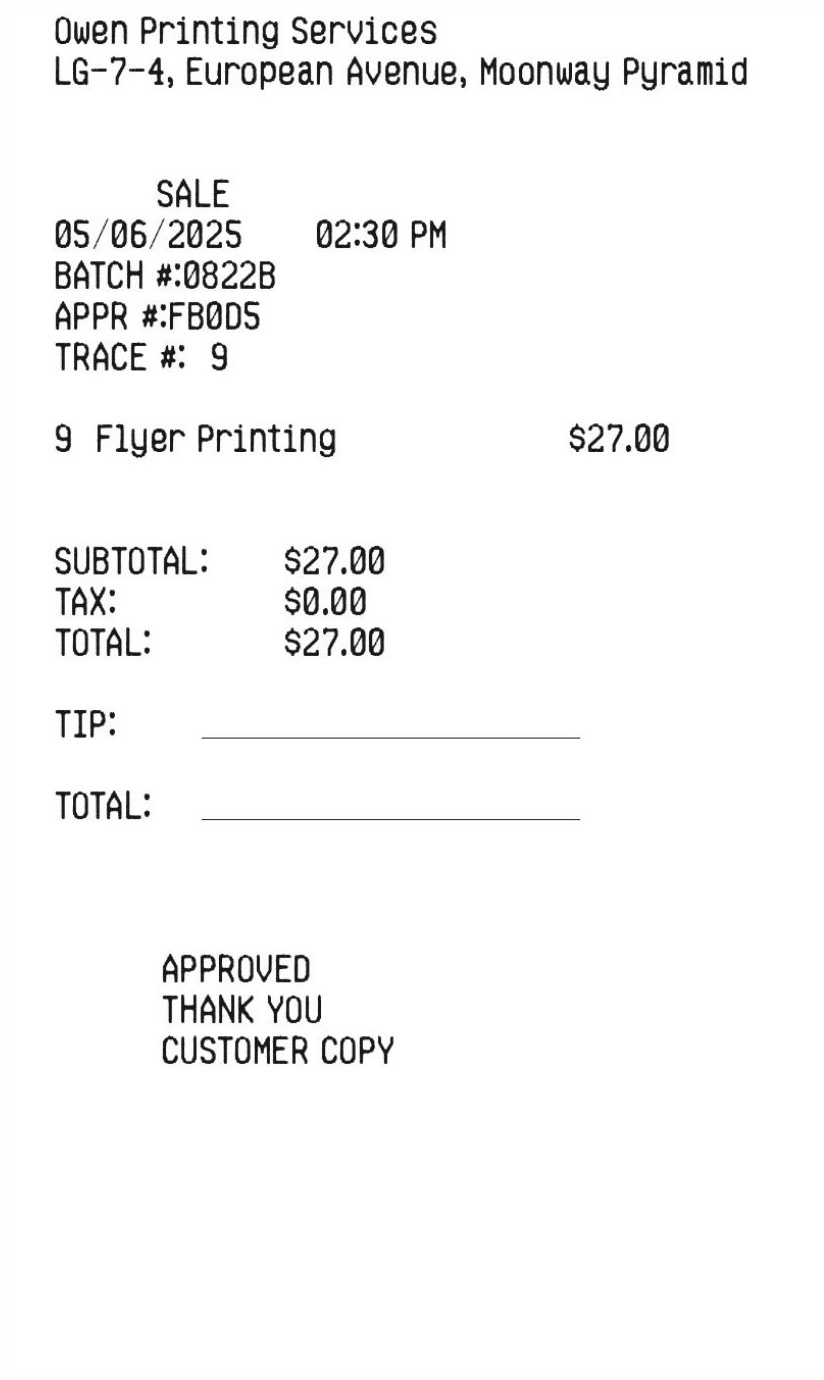 Owen Printing Services
LG-7-4, European Avenue, Moonway Pyramid
SALE
05/06/2025 02:30 PM
BATCH #:0822B
APPR #:FB0D5
TRACE #: 9
9 Flyer Printing $27.00
SUBTOTAL: $27.00
TAX: $0.00
TOTAL: $27.00
TIP:
TOTAL:
APPROVED
THANK YOU
CUSTOMER COPY